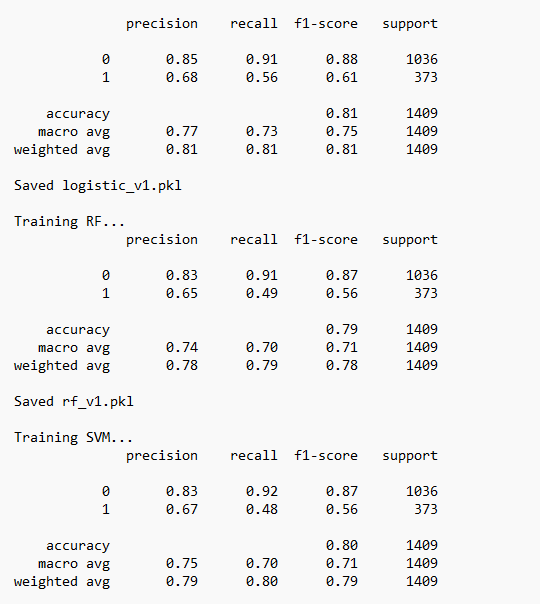 precision recall f1-score support
0 0.85 0.91 0.88 1036
1 0.68 0.56 0.61 373
accuracy 0.81 1409
macro avg 0.77 0.73 0.75 1409
weighted avg 0.81 0.81 0.81 1409
Saved logistic_v1.pkl
Training RF...
precision recall f1-score support
0 0.83 0.91 0.87 1036
1 0.65 0.49 0.56 373
accuracy 0.79 1409
macro avg 0.74 0.70 0.71 1409
weighted avg 0.78 0.79 0.78 1409
Saved rf_v1.pkl
Training SVM...
precision recall f1-score support
0 0.83 0.92 0.87 1036
1 0.67 0.48 0.56 373
accuracy 0.80 1409
macro avg 0.75 0.70 0.71 1409
weighted avg 0.79 0.80 0.79 1409